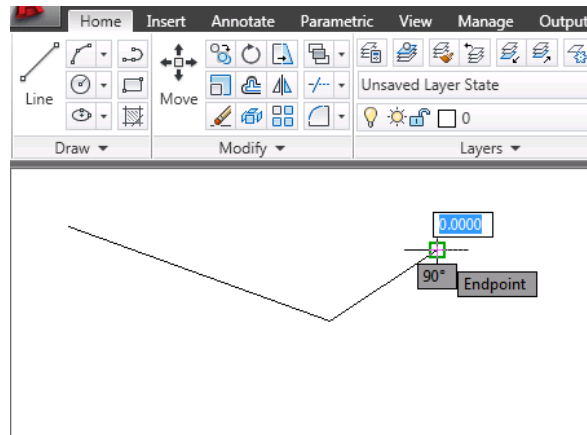 Home Insert Annotate Parametric View Manage Output
Line
Move
Unsaved Layer State
0
Draw Modify Layers
0.0000
90°
Endpoint